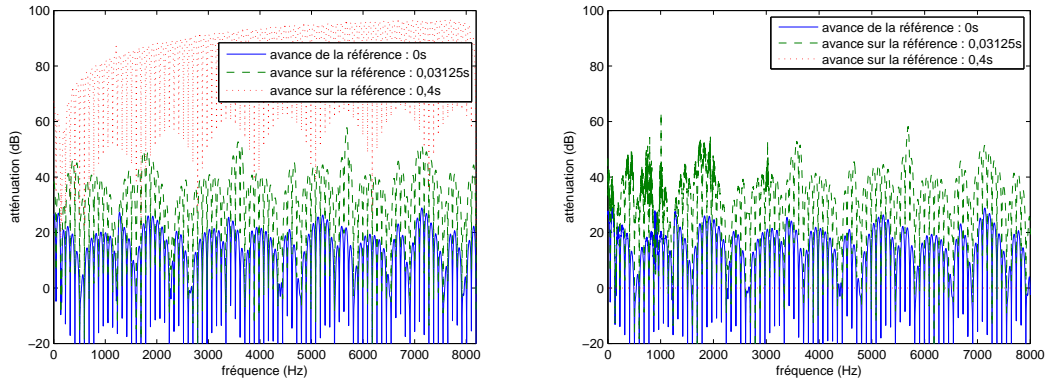 100
80
60
40
20
0
−20
0 1000 2000 3000 4000 5000 6000 7000 8000
fréquence (Hz)
atténuation (dB)
avance de la référence : 0s
avance sur la référence : 0,03125s
avance sur la référence : 0,4s
100
80
60
40
20
0
−20
0 1000 2000 3000 4000 5000 6000 7000 8000
fréquence (Hz)
atténuation (dB)
avance de la référence : 0s
avance sur la référence : 0,03125s
avance sur la référence : 0,4s